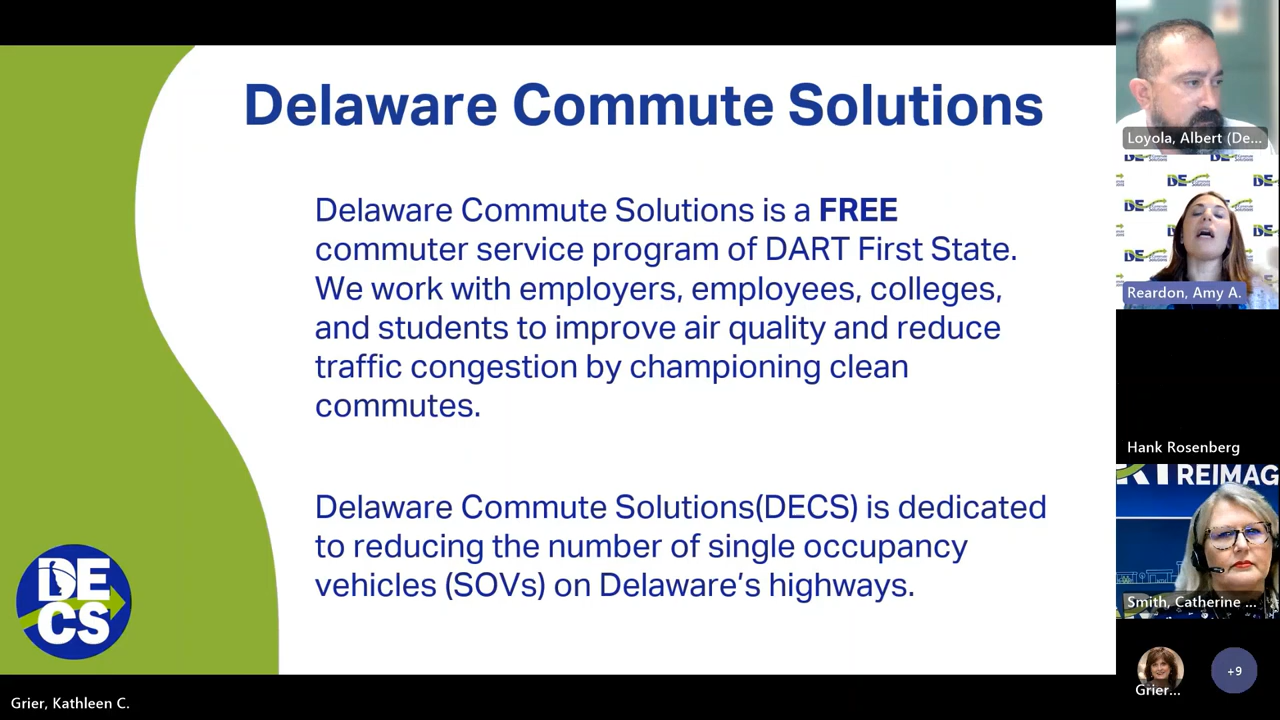 Delaware Commute Solutions
Delaware Commute Solutions is a FREE
commuter service program of DART First State.
We work with employers, employees, colleges,
and students to improve air quality and reduce
traffic congestion by championing clean
commutes.
Delaware Commute Solutions(DECS) is dedicated
to reducing the number of single occupancy
vehicles (SOVs) on Delaware's highways.
DE
CS
Grier, Kathleen C.
Loyola, Albert (De...
Reardon, Amy A.
Hank Rosenberg
REIMAG
Smith, Catherine ...
Grier...
+9